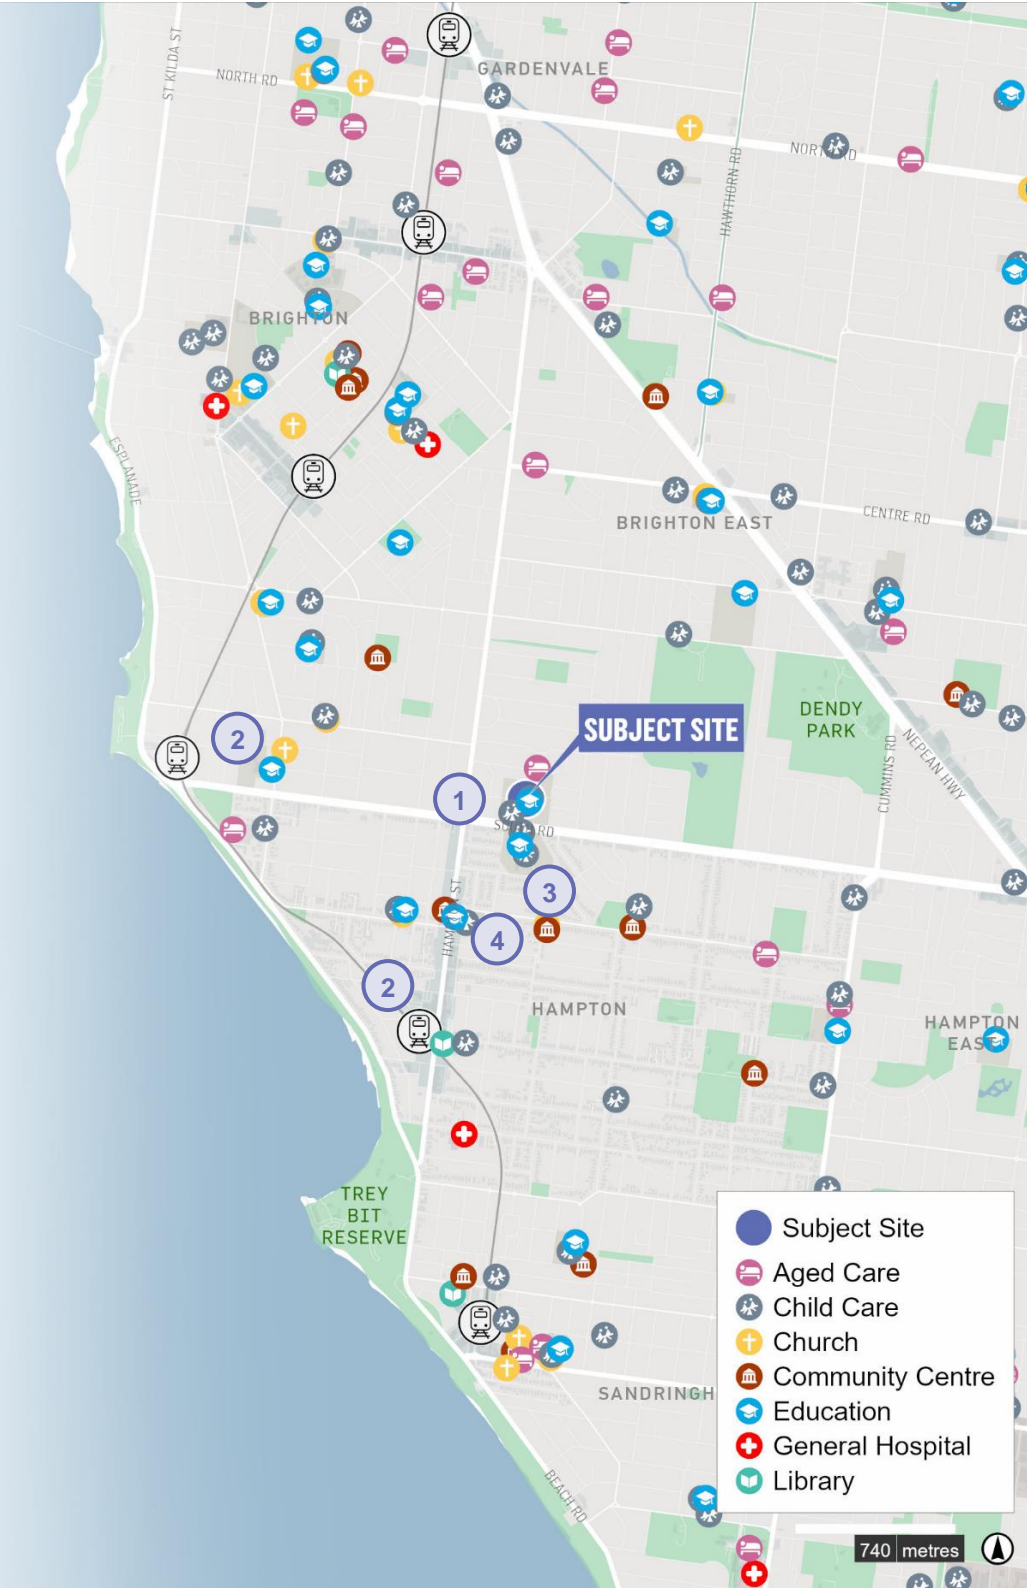 ST KILDA ST
NORTH RD
GARDENVALE
HAWTHORN RD
BRIGHTON
ESPLANADE
BRIGHTON EAST
CENTRE RD
DENDY
PARK
NEPEAN HWY
CUMMINS RD
SUBJECT SITE
2
1
RD
3
4
ST
2
HAMPTON
HAMPTON
TREY
BIT
RESERVE
SANDRINGH
BEACH RD
Subject Site
Aged Care
Child Care
Church
Community Centre
Education
General Hospital
Library
740 metres